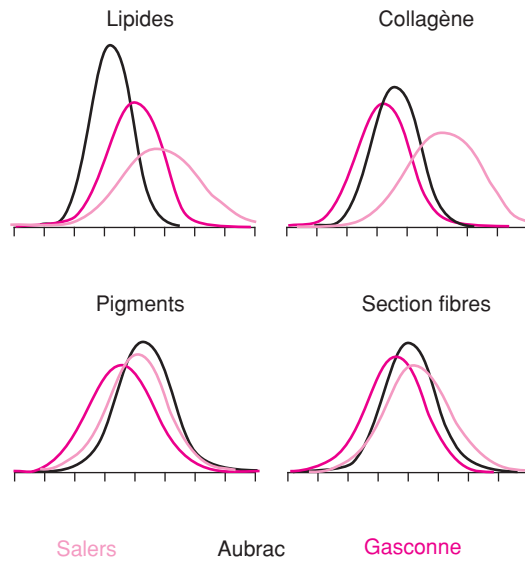 Lipides
Collagène
Pigments
Section fibres
Salers
Aubrac
Gasconne